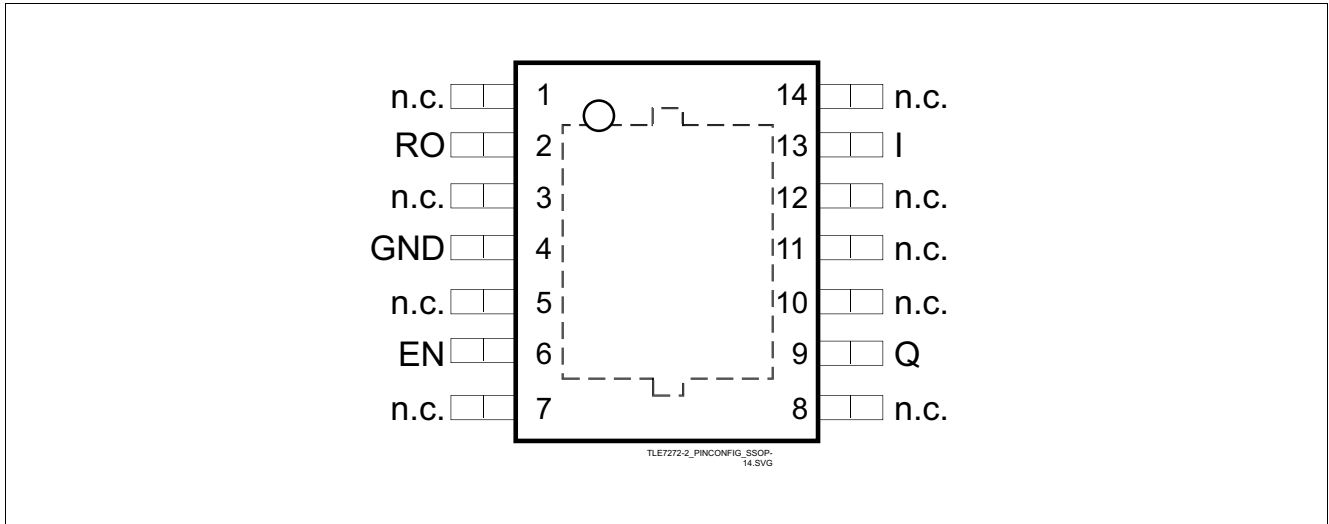 n.c. 1 14 n.c.
RO 2 13 I
n.c. 3 12 n.c.
GND 4 11 n.c.
n.c. 5 10 n.c.
EN 6 9 Q
n.c. 7 8 n.c.
TLE7272-2_PINCONFIG_SSOP-
14.SVG